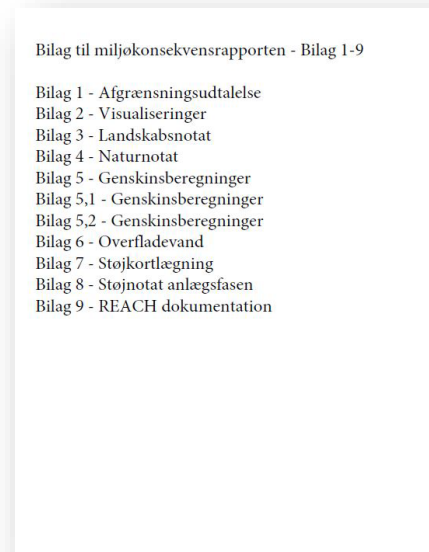 Bilag til miljøkonsekvensrapporten - Bilag 1-9
Bilag 1 - Afgrænsningsudtalelse
Bilag 2 - Visualiseringer
Bilag 3 - Landskabsnotat
Bilag 4 - Naturnotat
Bilag 5 - Genskinsberegninger
Bilag 5,1 - Genskinsberegninger
Bilag 5,2 - Genskinsberegninger
Bilag 6 - Overfladevand
Bilag 7 - Støjkortlægning
Bilag 8 - Støjnotat anlægsfasen
Bilag 9 - REACH dokumentation